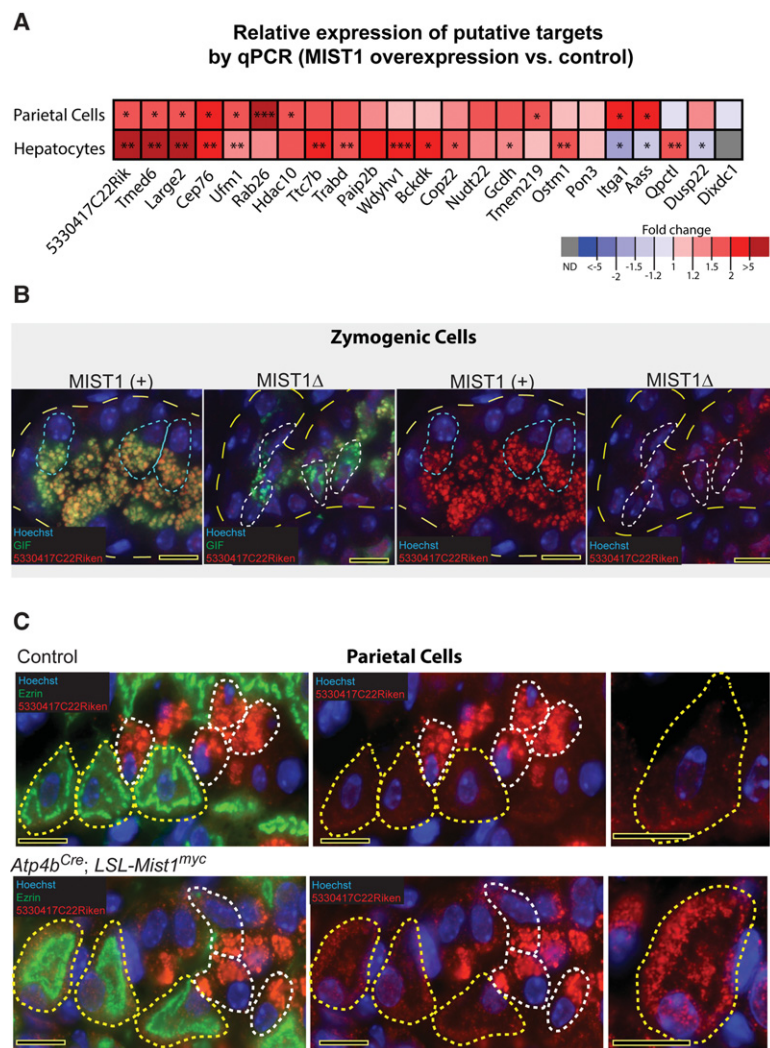 A
Relative expression of putative targets
by qPCR (MIST1 overexpression vs. control)
Parietal Cells * * * * * *** * * * *
Hepatocytes ** ** ** ** ** ** ** *** * * * ** * * ** *
5330417C22Rik
Tmed6
Large2
Cep76
Ufm1
Rab26
Hdac10
Ttc7b
Trabd
Paip2b
Wdyhv1
Bckdk
Copz2
Nudt22
Gcdh
Tmem219
Ostm1
Pon3
Itga1
Aass
Qpctl
Dusp22
Dixdc1
Fold change
ND <-5 -2 -1.5 -1.2 1 1.2 1.5 2 >5
B
Zymogenic Cells
MIST1 (+) MIST1Δ MIST1 (+) MIST1Δ
Hoechst
GIF
5330417C22Riken
Hoechst
GIF
5330417C22Riken
Hoechst
5330417C22Riken
Hoechst
5330417C22Riken
C
Control Parietal Cells
Hoechst
Ezrin
5330417C22Riken
Hoechst
5330417C22Riken
Atp4bCre; LSL-Mist1myc
Hoechst
Ezrin
5330417C22Riken
Hoechst
5330417C22Riken